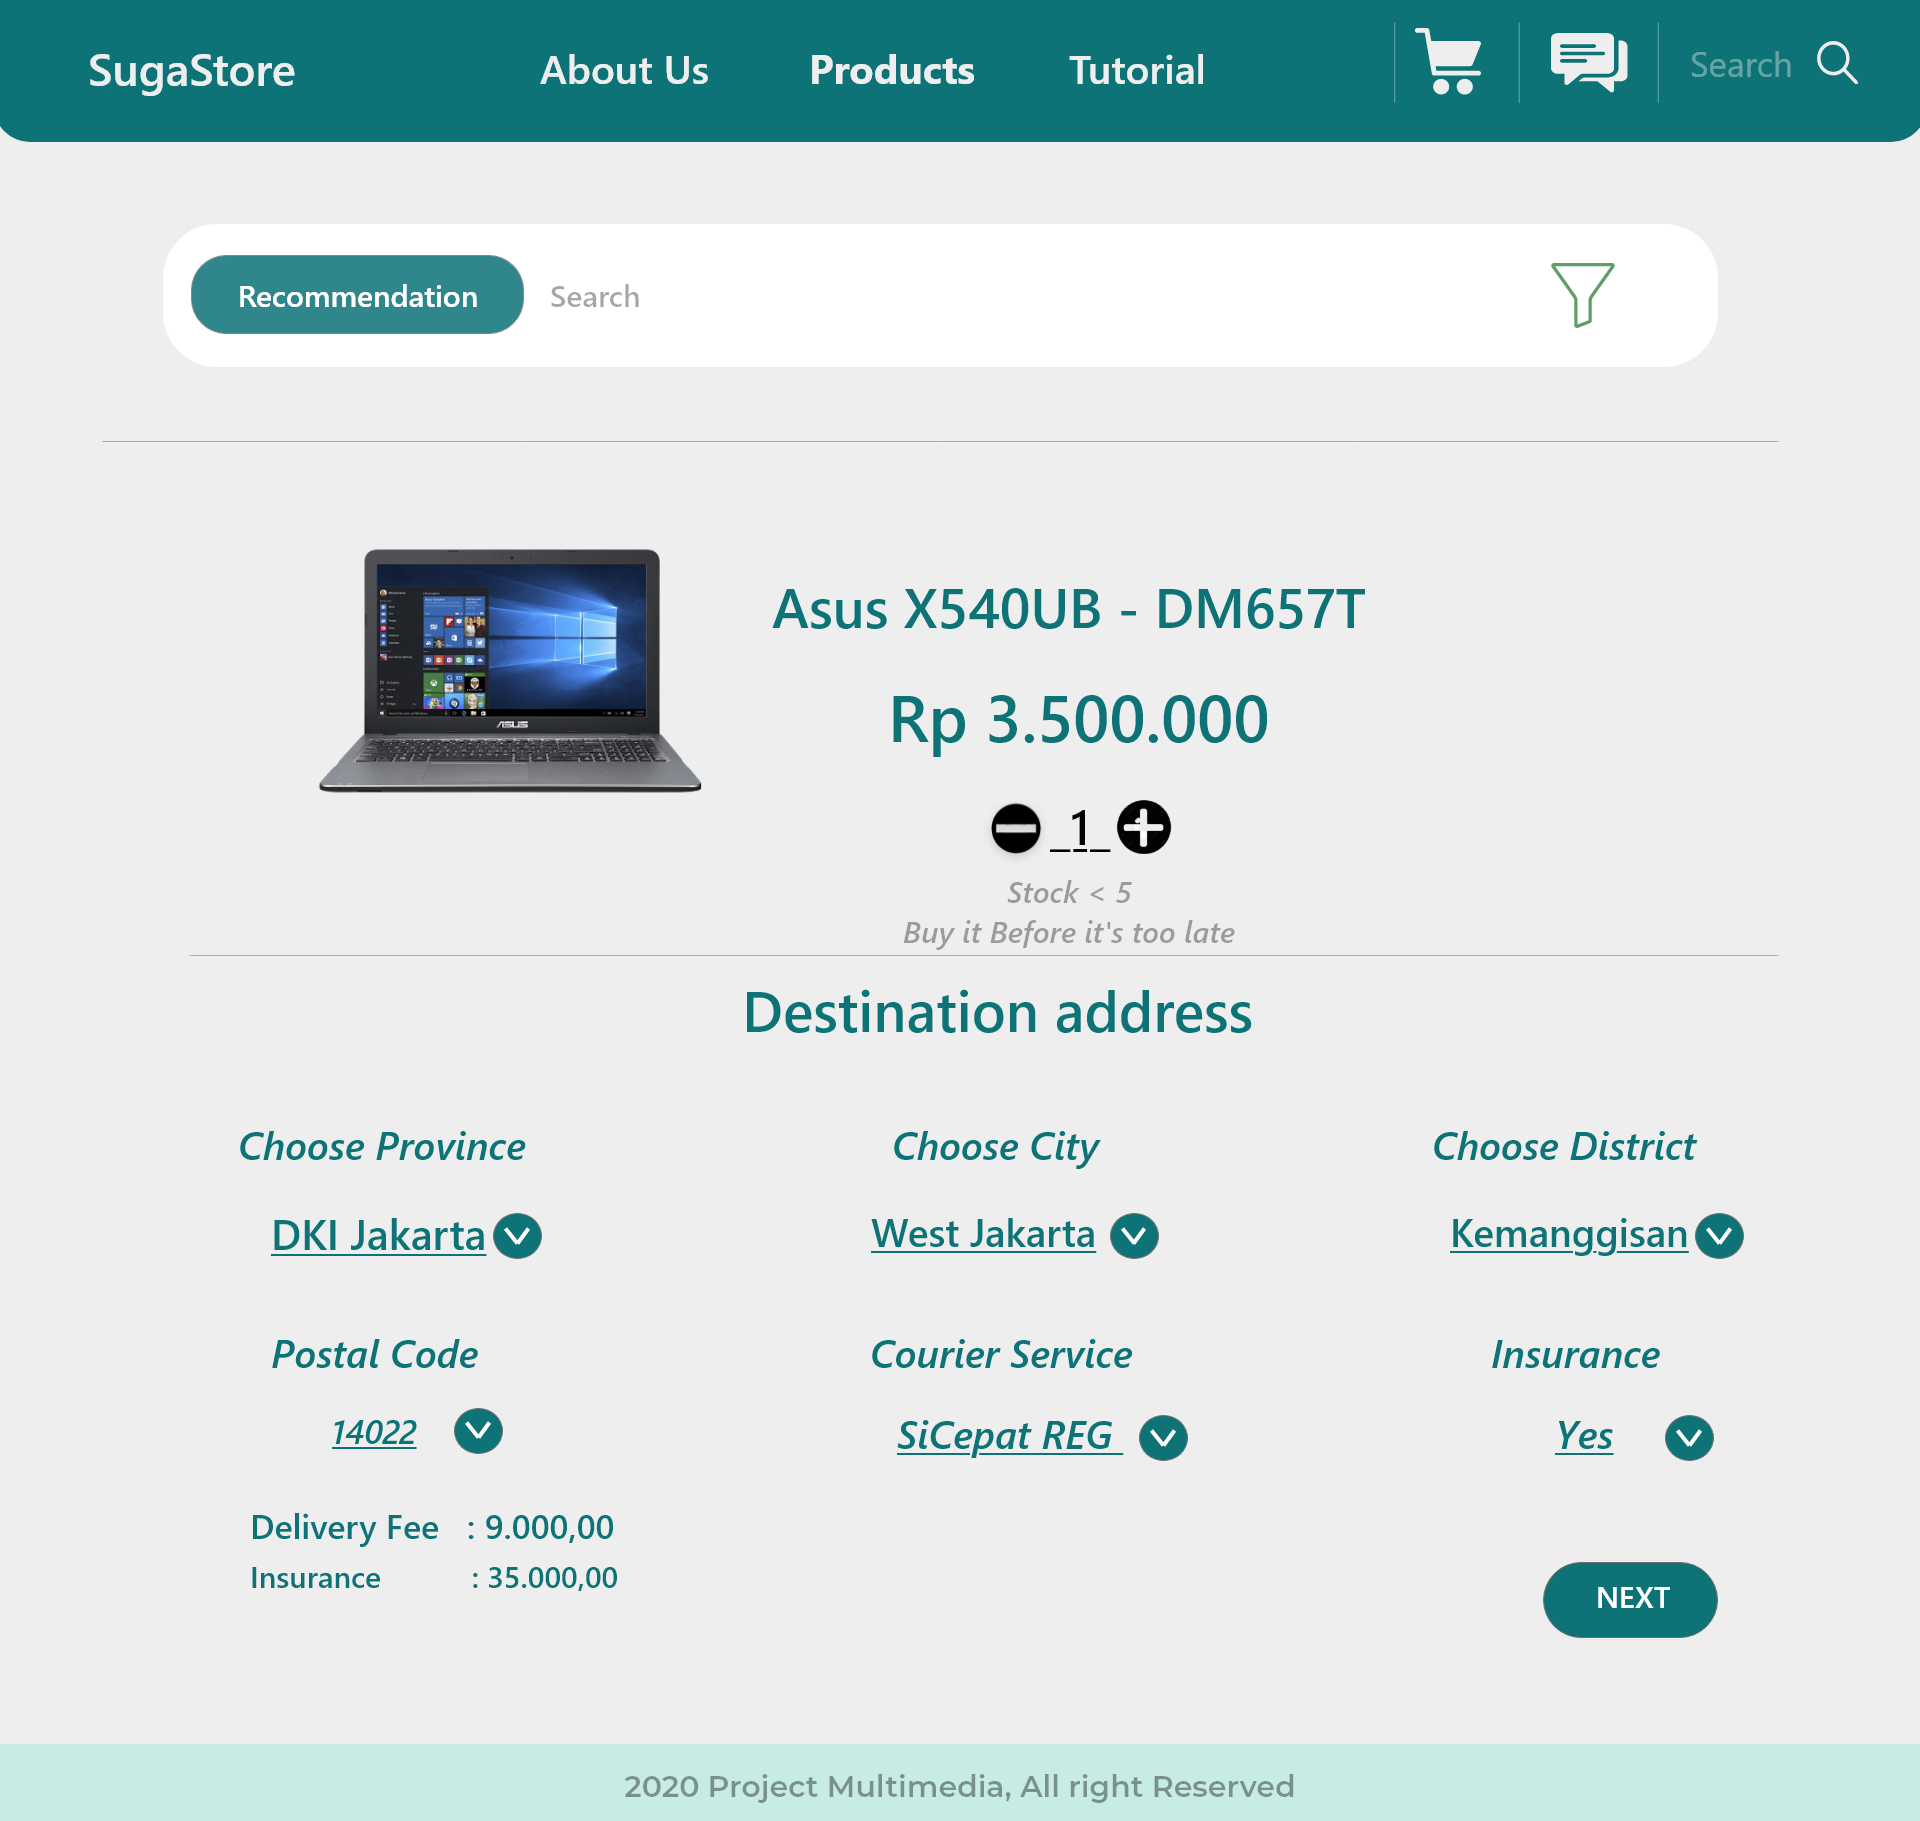 SugaStore
About Us
Products
Tutorial
Search
Recommendation
Search
ASUS
Asus X540UB - DM657T
Rp 3.500.000
_1_
Stock < 5
Buy it Before it's too late
Destination address
Choose Province
Choose City
Choose District
DKI Jakarta
West Jakarta
Kemanggisan
Postal Code
Courier Service
Insurance
14022
SiCepat REG
Yes
Delivery Fee : 9.000,00
Insurance : 35.000,00
NEXT
2020 Project Multimedia, All right Reserved